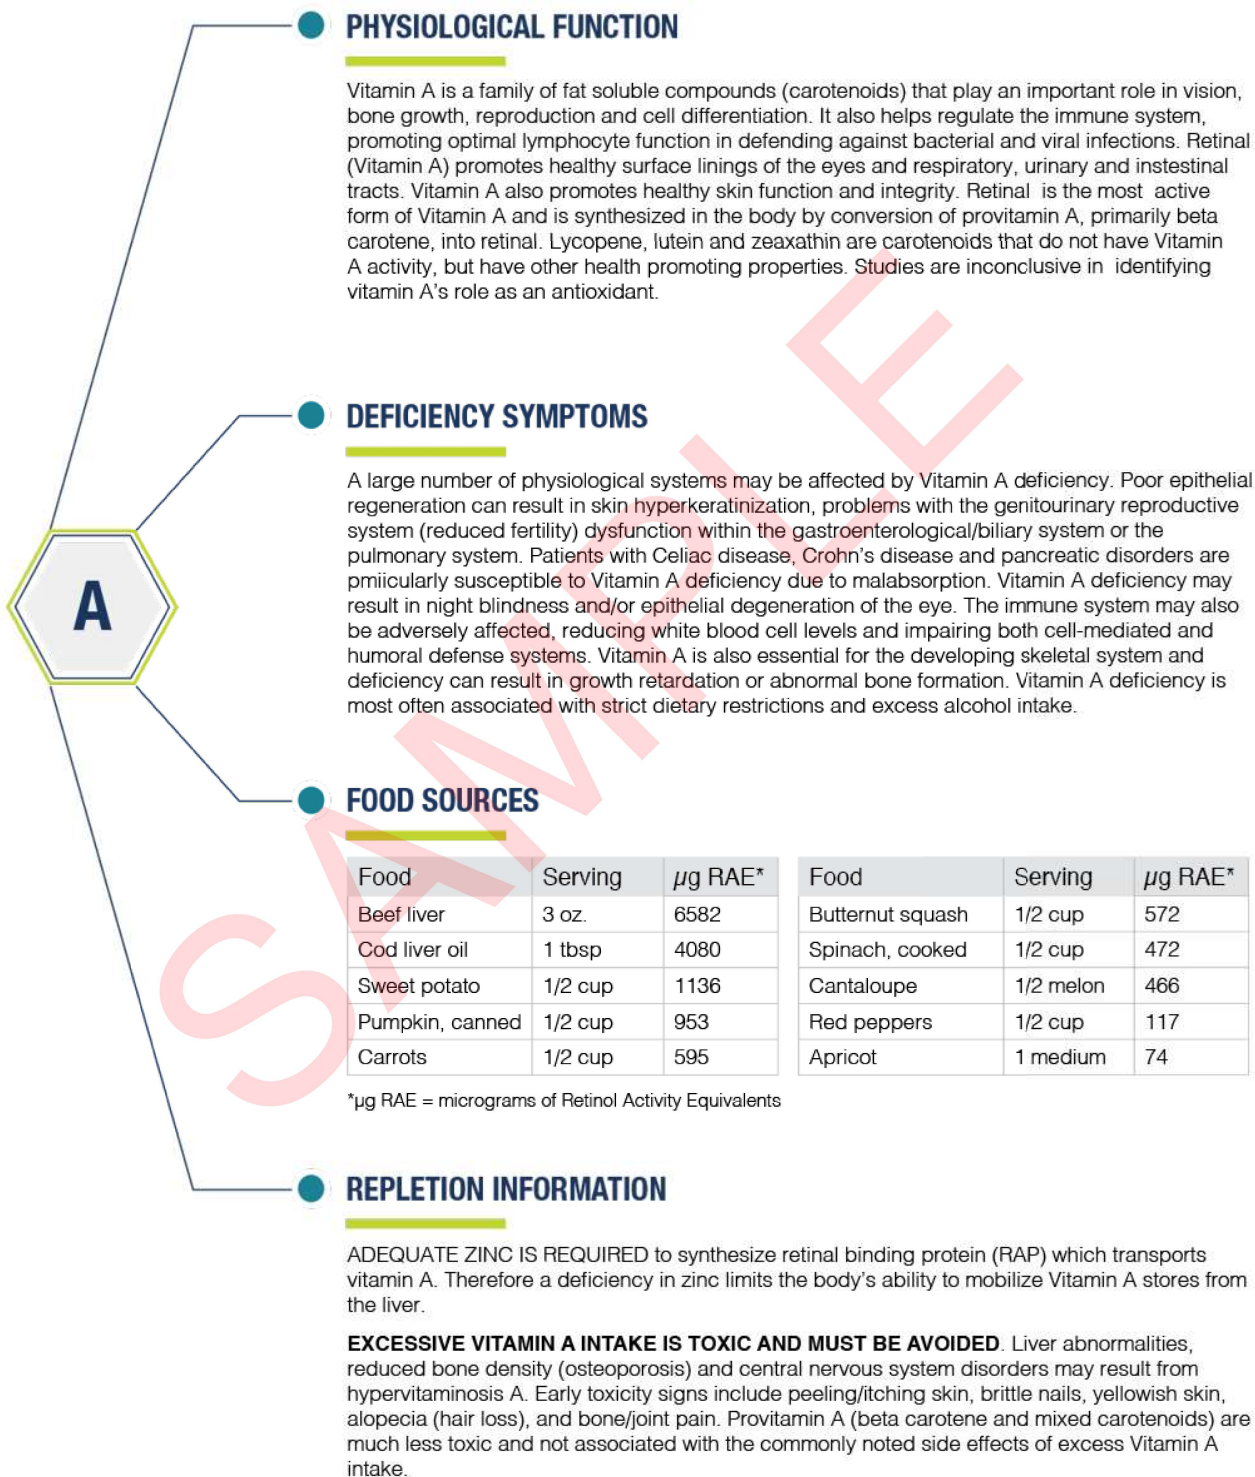 PHYSIOLOGICAL FUNCTION
Vitamin A is a family of fat soluble compounds (carotenoids) that play an important role in vision,
bone growth, reproduction and cell differentiation. It also helps regulate the immune system,
promoting optimal lymphocyte function in defending against bacterial and viral infections. Retinal
(Vitamin A) promotes healthy surface linings of the eyes and respiratory, urinary and instestinal
tracts. Vitamin A also promotes healthy skin function and integrity. Retinal is the most active
form of Vitamin A and is synthesized in the body by conversion of provitamin A, primarily beta
carotene, into retinal. Lycopene, lutein and zeaxathin are carotenoids that do not have Vitamin
A activity, but have other health promoting properties. Studies are inconclusive in identifying
vitamin A's role as an antioxidant.
DEFICIENCY SYMPTOMS
A large number of physiological systems may be affected by Vitamin A deficiency. Poor epithelial
regeneration can result in skin hyperkeratinization, problems with the genitourinary reproductive
system (reduced fertility) dysfunction within the gastroenterological/biliary system or the
pulmonary system. Patients with Celiac disease, Crohn's disease and pancreatic disorders are
pmiicularly susceptible to Vitamin A deficiency due to malabsorption. Vitamin A deficiency may
result in night blindness and/or epithelial degeneration of the eye. The immune system may also
be adversely affected, reducing white blood cell levels and impairing both cell-mediated and
humoral defense systems. Vitamin A is also essential for the developing skeletal system and
deficiency can result in growth retardation or abnormal bone formation. Vitamin A deficiency is
most often associated with strict dietary restrictions and excess alcohol intake.
A
FOOD SOURCES
Food Serving µg RAE* Food Serving µg RAE*
Beef liver 3 oz. 6582 Butternut squash 1/2 cup 572
Cod liver oil 1 tbsp 4080 Spinach, cooked 1/2 cup 472
Sweet potato 1/2 cup 1136 Cantaloupe 1/2 melon 466
Pumpkin, canned 1/2 cup 953 Red peppers 1/2 cup 117
Carrots 1/2 cup 595 Apricot 1 medium 74
*µg RAE = micrograms of Retinol Activity Equivalents
REPLETION INFORMATION
ADEQUATE ZINC IS REQUIRED to synthesize retinal binding protein (RAP) which transports
vitamin A. Therefore a deficiency in zinc limits the body's ability to mobilize Vitamin A stores from
the liver.
EXCESSIVE VITAMIN A INTAKE IS TOXIC AND MUST BE AVOIDED. Liver abnormalities,
reduced bone density (osteoporosis) and central nervous system disorders may result from
hypervitaminosis A. Early toxicity signs include peeling/itching skin, brittle nails, yellowish skin,
alopecia (hair loss), and bone/joint pain. Provitamin A (beta carotene and mixed carotenoids) are
much less toxic and not associated with the commonly noted side effects of excess Vitamin A
intake.
SAMPLE